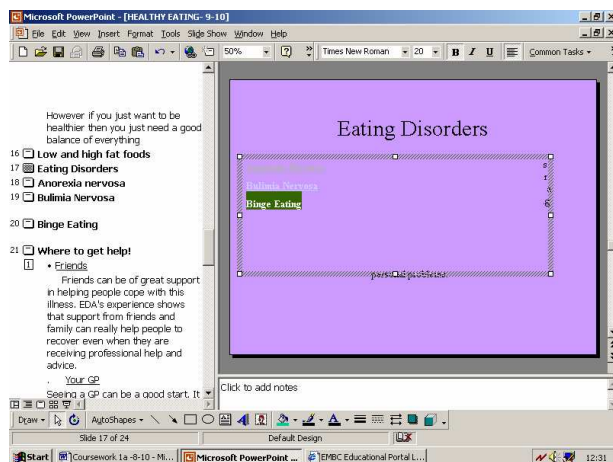 Microsoft PowerPoint - [HEALTHY EATING- 9-10]
File Edit View Insert Format Tools Slide Show Window Help
50% Times New Roman 20 B I U Common Tasks
However if you just want to be
healthier then you just need a good
balance of everything
16 Low and high fat foods
17 Eating Disorders
18 Anorexia nervosa
19 Bulimia Nervosa
20 Binge Eating
21 Where to get help!
1 • Friends
Friends can be of great support
in helping people cope with this
illness. EDA's experience shows
that support from friends and
family can really help people to
recover even when they are
receiving professional help and
advice.
. Your GP
Seeing a GP can be a good start. It
Eating Disorders
Bulimia Nervosa
Binge Eating
personal problems
Click to add notes
Draw AutoShapes
Slide 17 of 24 Default Design
Start Coursework 1a -8-10 - Mi... Microsoft PowerPoint ... EMBC Educational Portal L... 12:31